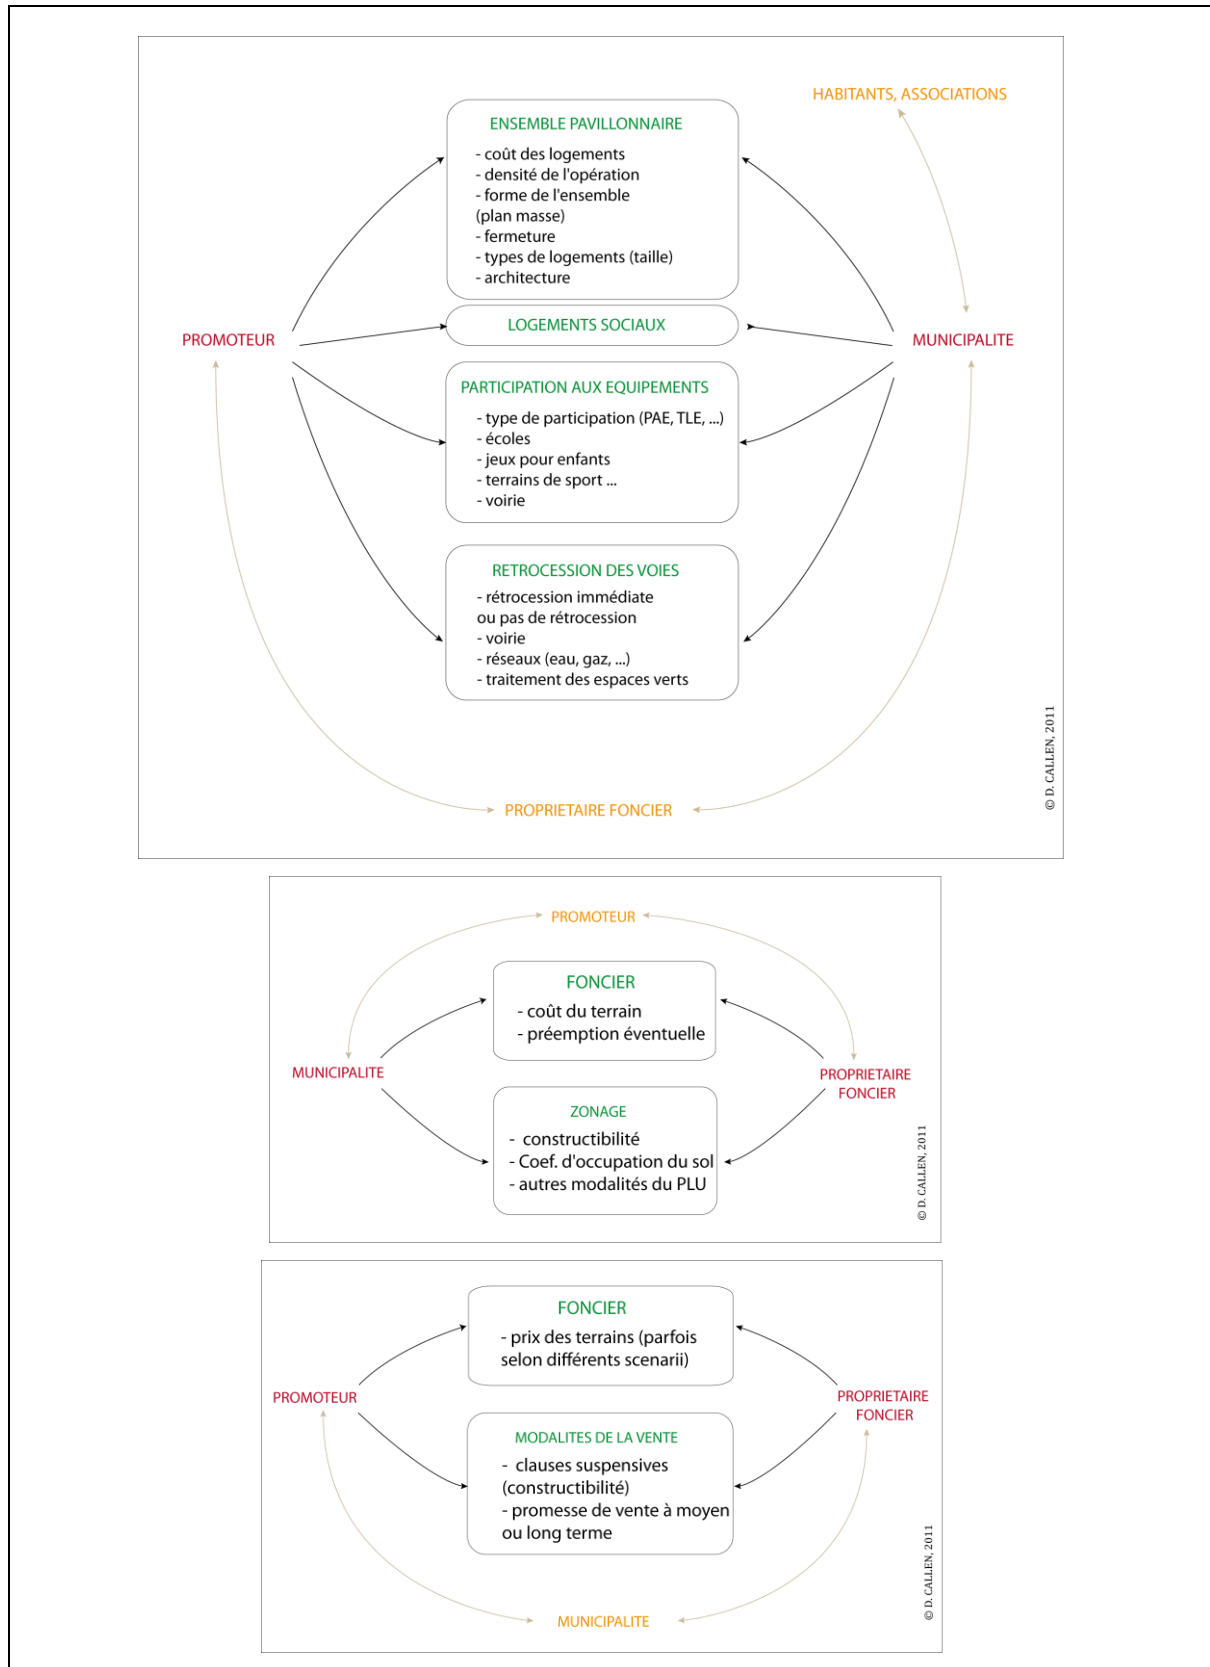 HABITANTS, ASSOCIATIONS
ENSEMBLE PAVILLONNAIRE
- coût des logements
- densité de l'opération
- forme de l'ensemble
(plan masse)
- fermeture
- types de logements (taille)
- architecture
LOGEMENTS SOCIAUX
PROMOTEUR
MUNICIPALITE
PARTICIPATION AUX EQUIPEMENTS
- type de participation (PAE, TLE, ...)
- écoles
- jeux pour enfants
- terrains de sport ...
- voirie
RETROCESSION DES VOIES
- rétrocession immédiate
ou pas de rétrocession
- voirie
- réseaux (eau, gaz, ...)
- traitement des espaces verts
PROPRIETAIRE FONCIER
© D. CALLEN, 2011
PROMOTEUR
FONCIER
- coût du terrain
- préemption éventuelle
MUNICIPALITE
PROPRIETAIRE
FONCIER
ZONAGE
- constructibilité
- Coef. d'occupation du sol
- autres modalités du PLU
© D. CALLEN, 2011
FONCIER
- prix des terrains (parfois
selon différents scenarii)
PROMOTEUR
PROPRIETAIRE
FONCIER
MODALITES DE LA VENTE
- clauses suspensives
(constructibilité)
- promesse de vente à moyen
ou long terme
MUNICIPALITE
© D. CALLEN, 2011